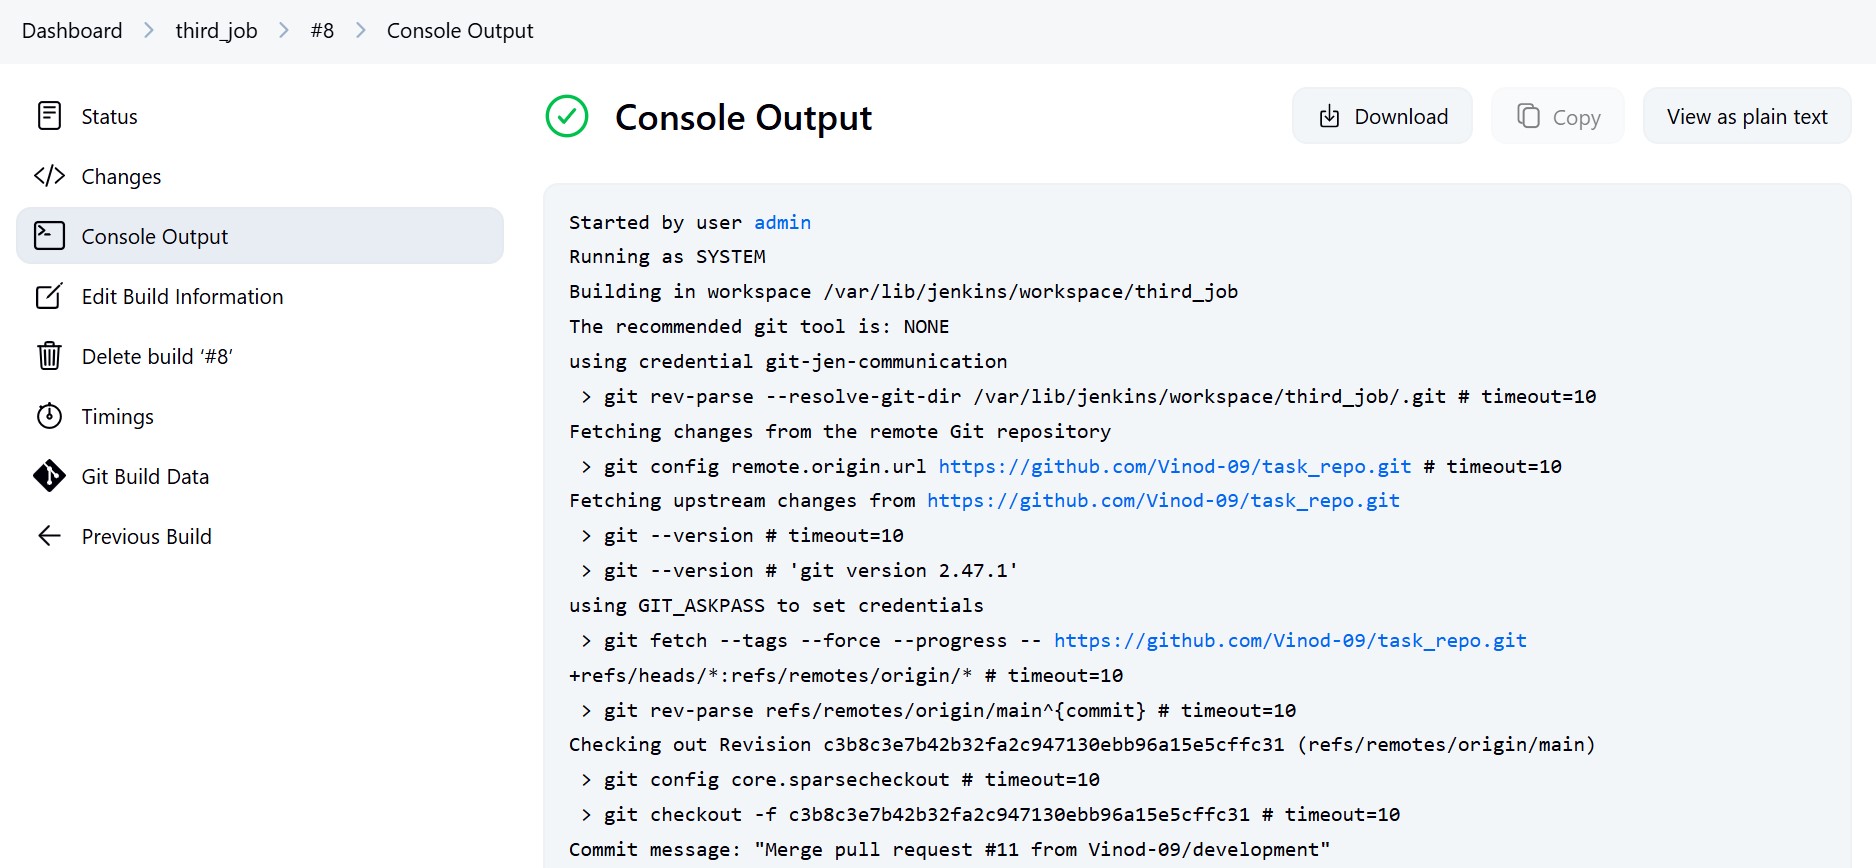 Dashboard > third_job > #8 > Console Output
Status
Changes
Console Output
Edit Build Information
Delete build ‘#8’
Timings
Git Build Data
Previous Build
Console Output
Download
Copy
View as plain text
Started by user admin
Running as SYSTEM
Building in workspace /var/lib/jenkins/workspace/third_job
The recommended git tool is: NONE
using credential git-jen-communication
 > git rev-parse --resolve-git-dir /var/lib/jenkins/workspace/third_job/.git # timeout=10
Fetching changes from the remote Git repository
 > git config remote.origin.url https://github.com/Vinod-09/task_repo.git # timeout=10
Fetching upstream changes from https://github.com/Vinod-09/task_repo.git
 > git --version # timeout=10
 > git --version # 'git version 2.47.1'
using GIT_ASKPASS to set credentials
 > git fetch --tags --force --progress -- https://github.com/Vinod-09/task_repo.git
+refs/heads/*:refs/remotes/origin/* # timeout=10
 > git rev-parse refs/remotes/origin/main^{commit} # timeout=10
Checking out Revision c3b8c3e7b42b32fa2c947130ebb96a15e5cffc31 (refs/remotes/origin/main)
 > git config core.sparsecheckout # timeout=10
 > git checkout -f c3b8c3e7b42b32fa2c947130ebb96a15e5cffc31 # timeout=10
Commit message: "Merge pull request #11 from Vinod-09/development"